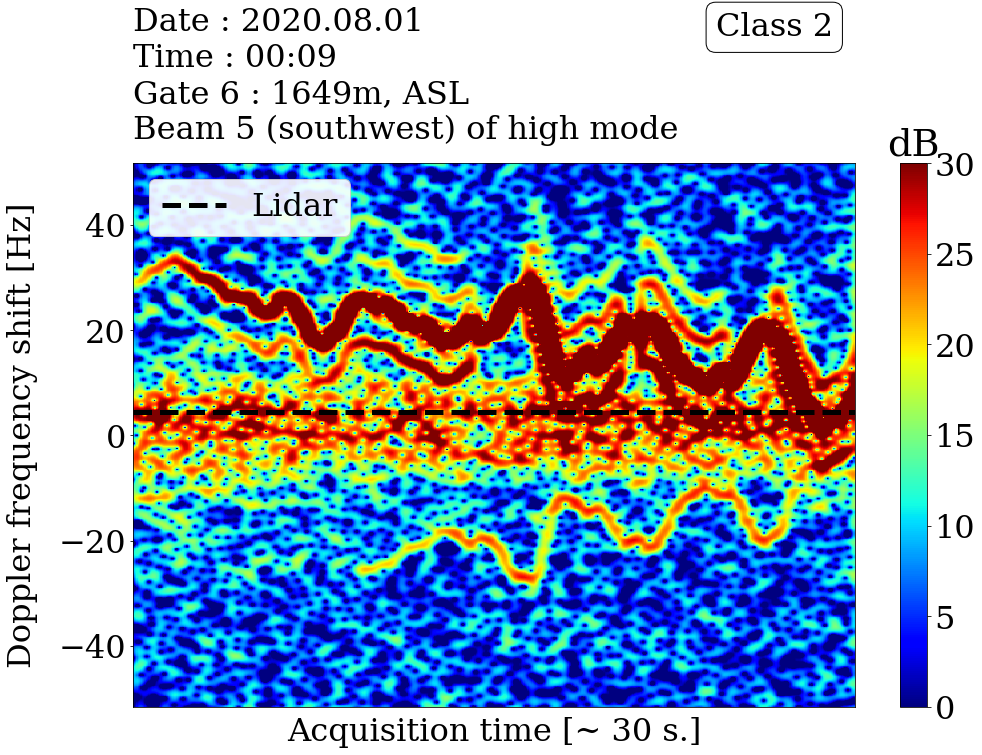 Date : 2020.08.01
Time : 00:09
Gate 6 : 1649m, ASL
Beam 5 (southwest) of high mode
Class 2
dB
Lidar
Doppler frequency shift [Hz]
40
20
0
−20
−40
30
25
20
15
10
5
0
Acquisition time [~ 30 s.]